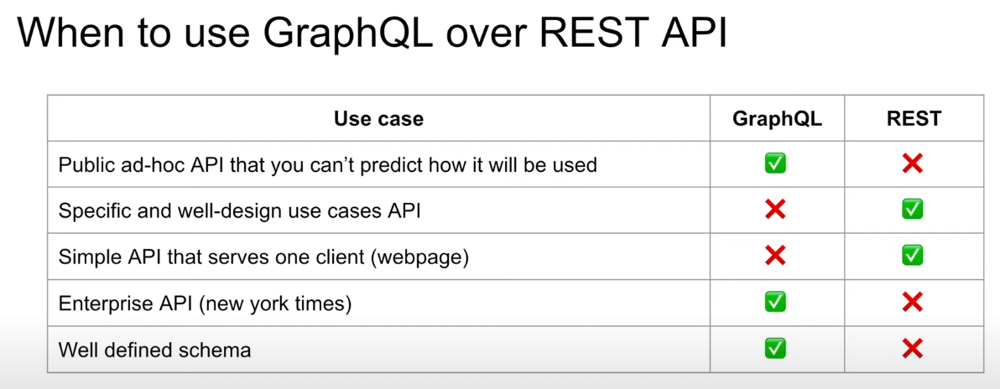 When to use GraphQL over REST API
Use case GraphQL REST
Public ad-hoc API that you can’t predict how it will be used ✅ ❌
Specific and well-design use cases API ❌ ✅
Simple API that serves one client (webpage) ❌ ✅
Enterprise API (new york times) ✅ ❌
Well defined schema ✅ ❌